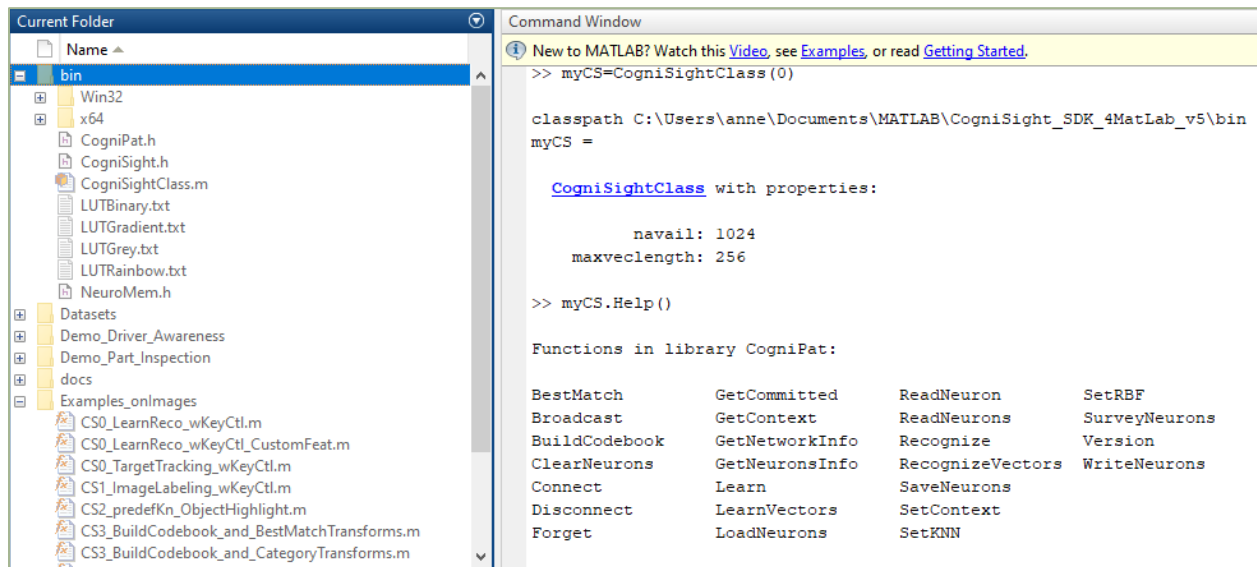 Current Folder
Name
bin
Win32
x64
CogniPat.h
CogniSight.h
CogniSightClass.m
LUTBinary.txt
LUTGradient.txt
LUTGrey.txt
LUTRainbow.txt
NeuroMem.h
Datasets
Demo_Driver_Awareness
Demo_Part_Inspection
docs
Examples_onImages
CS0_LearnReco_wKeyCtl.m
CS0_LearnReco_wKeyCtl_CustomFeat.m
CS0_TargetTracking_wKeyCtl.m
CS1_ImageLabeling_wKeyCtl.m
CS2_predefKn_ObjectHighlight.m
CS3_BuildCodebook_and_BestMatchTransforms.m
CS3_BuildCodebook_and_CategoryTransforms.m
Command Window
New to MATLAB? Watch this Video, see Examples, or read Getting Started.
>> myCS=CogniSightClass(0)
classpath C:\Users\anne\Documents\MATLAB\CogniSight_SDK_4MatLab_v5\bin
myCS =
CogniSightClass with properties:
navail: 1024
maxveclength: 256
>> myCS.Help()
Functions in library CogniPat:
BestMatch GetCommitted ReadNeuron SetRBF
Broadcast GetContext ReadNeurons SurveyNeurons
BuildCodebook GetNetworkInfo Recognize Version
ClearNeurons GetNeuronsInfo RecognizeVectors WriteNeurons
Connect Learn SaveNeurons
Disconnect LearnVectors SetContext
Forget LoadNeurons SetKNN